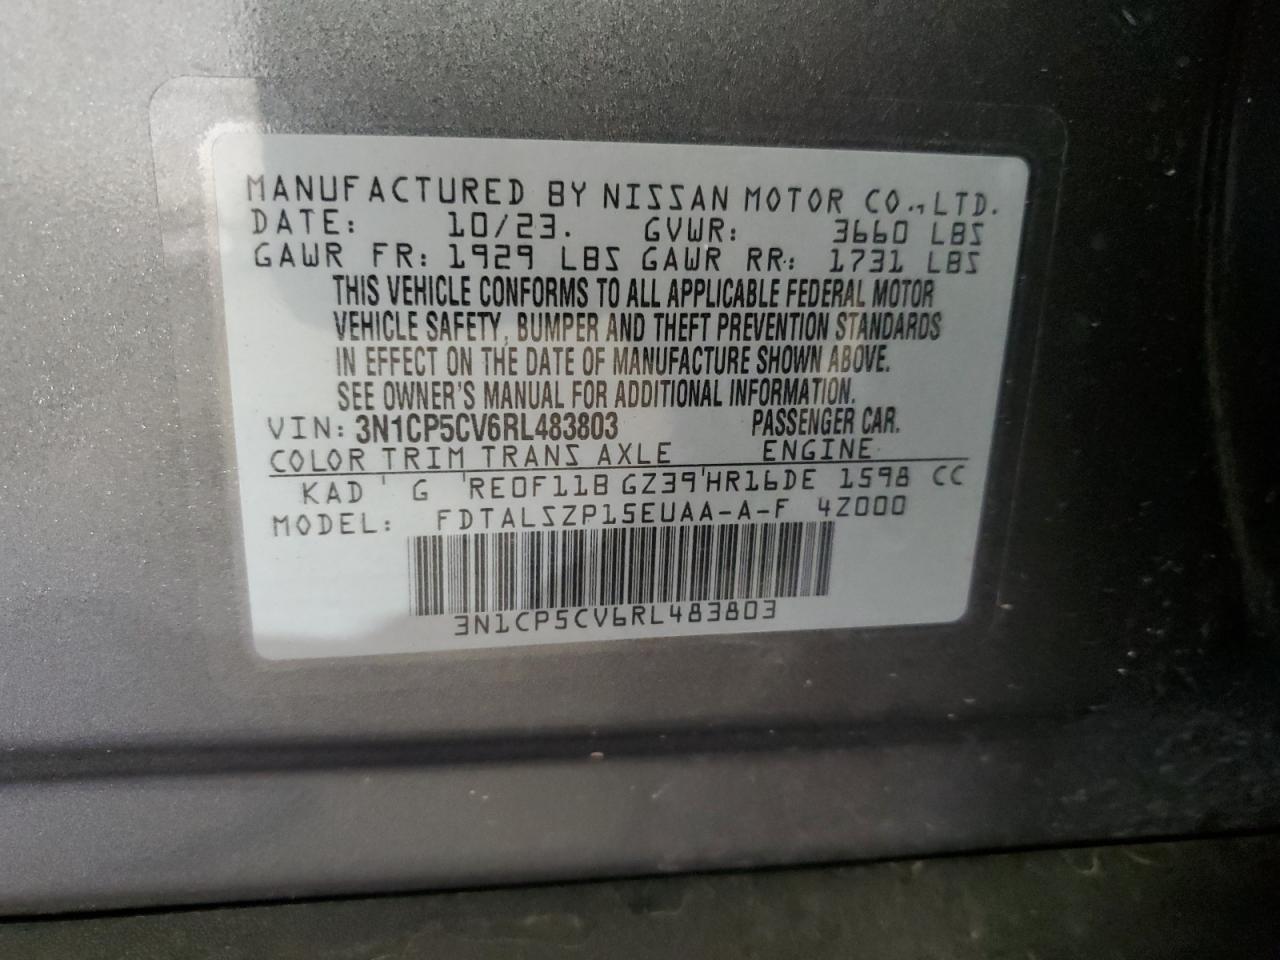 MANUFACTURED BY NISSAN MOTOR CO., LTD.
DATE: 10/23. GVWR: 3660 LBS
GAWR FR: 1929 LBS GAWR RR: 1731 LBS
THIS VEHICLE CONFORMS TO ALL APPLICABLE FEDERAL MOTOR
VEHICLE SAFETY, BUMPER AND THEFT PREVENTION STANDARDS
IN EFFECT ON THE DATE OF MANUFACTURE SHOWN ABOVE.
SEE OWNER'S MANUAL FOR ADDITIONAL INFORMATION.
VIN: 3N1CP5CV6RL483803 PASSENGER CAR.
COLOR TRIM TRANS AXLE ENGINE
KAD ' G 'RE0F11B GZ39'HR16DE 1598 CC
MODEL: FDTALSZP15EUAA-A-F 4Z000
3N1CP5CV6RL483803